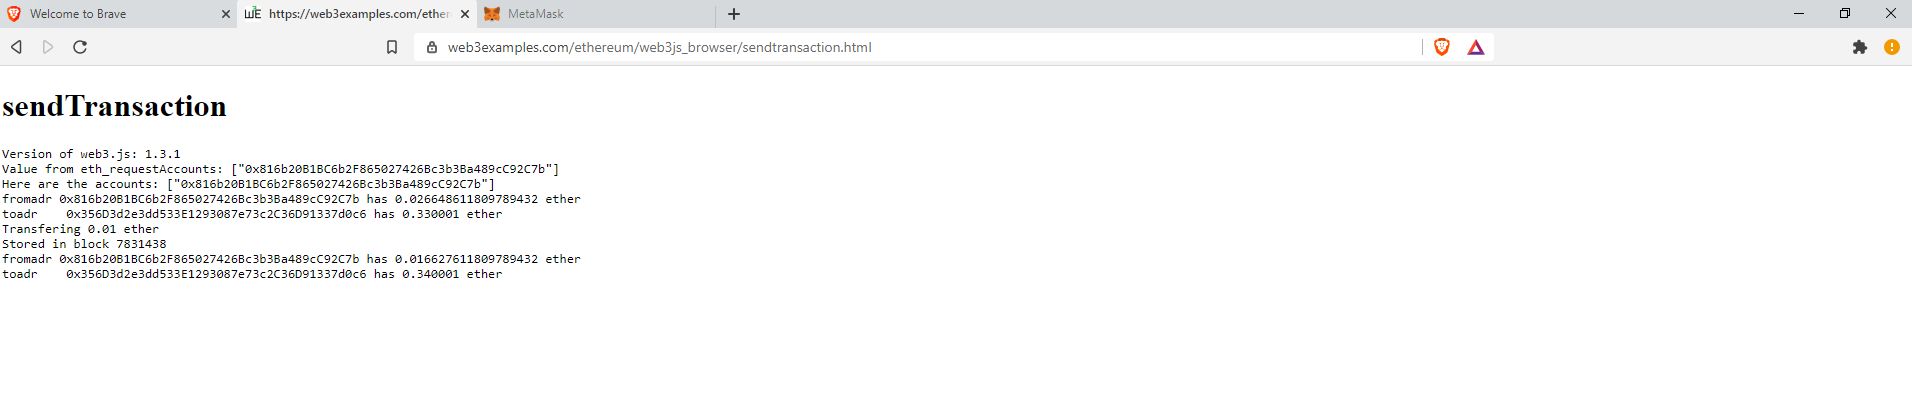 Welcome to Brave
https://web3examples.com/ether
MetaMask
web3examples.com/ethereum/web3js_browser/sendtransaction.html
sendTransaction
Version of web3.js: 1.3.1
Value from eth_requestAccounts: ["0x816b20B1BC6b2F865027426Bc3b3Ba489cC92C7b"]
Here are the accounts: ["0x816b20B1BC6b2F865027426Bc3b3Ba489cC92C7b"]
fromadr 0x816b20B1BC6b2F865027426Bc3b3Ba489cC92C7b has 0.026648611809789432 ether
toadr    0x356D3d2e3dd533E1293087e73c2C36D91337d0c6 has 0.330001 ether
Transfering 0.01 ether
Stored in block 7831438
fromadr 0x816b20B1BC6b2F865027426Bc3b3Ba489cC92C7b has 0.016627611809789432 ether
toadr    0x356D3d2e3dd533E1293087e73c2C36D91337d0c6 has 0.340001 ether